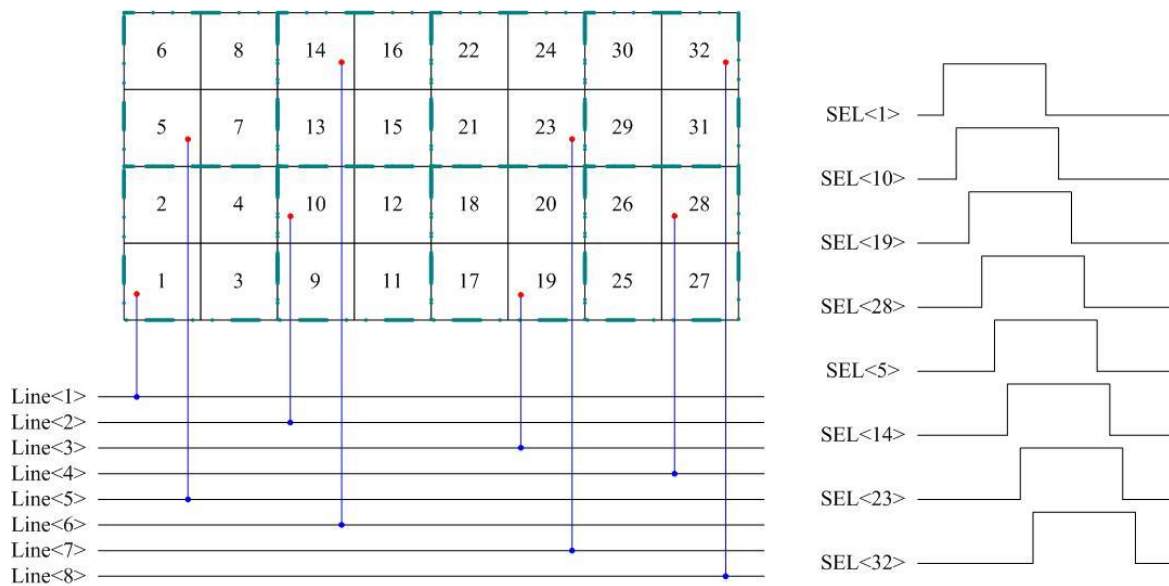 6 8 14 16 22 24 30 32
5 7 13 15 21 23 29 31
2 4 10 12 18 20 26 28
1 3 9 11 17 19 25 27
Line<1>
Line<2>
Line<3>
Line<4>
Line<5>
Line<6>
Line<7>
Line<8>
SEL<1>
SEL<10>
SEL<19>
SEL<28>
SEL<5>
SEL<14>
SEL<23>
SEL<32>